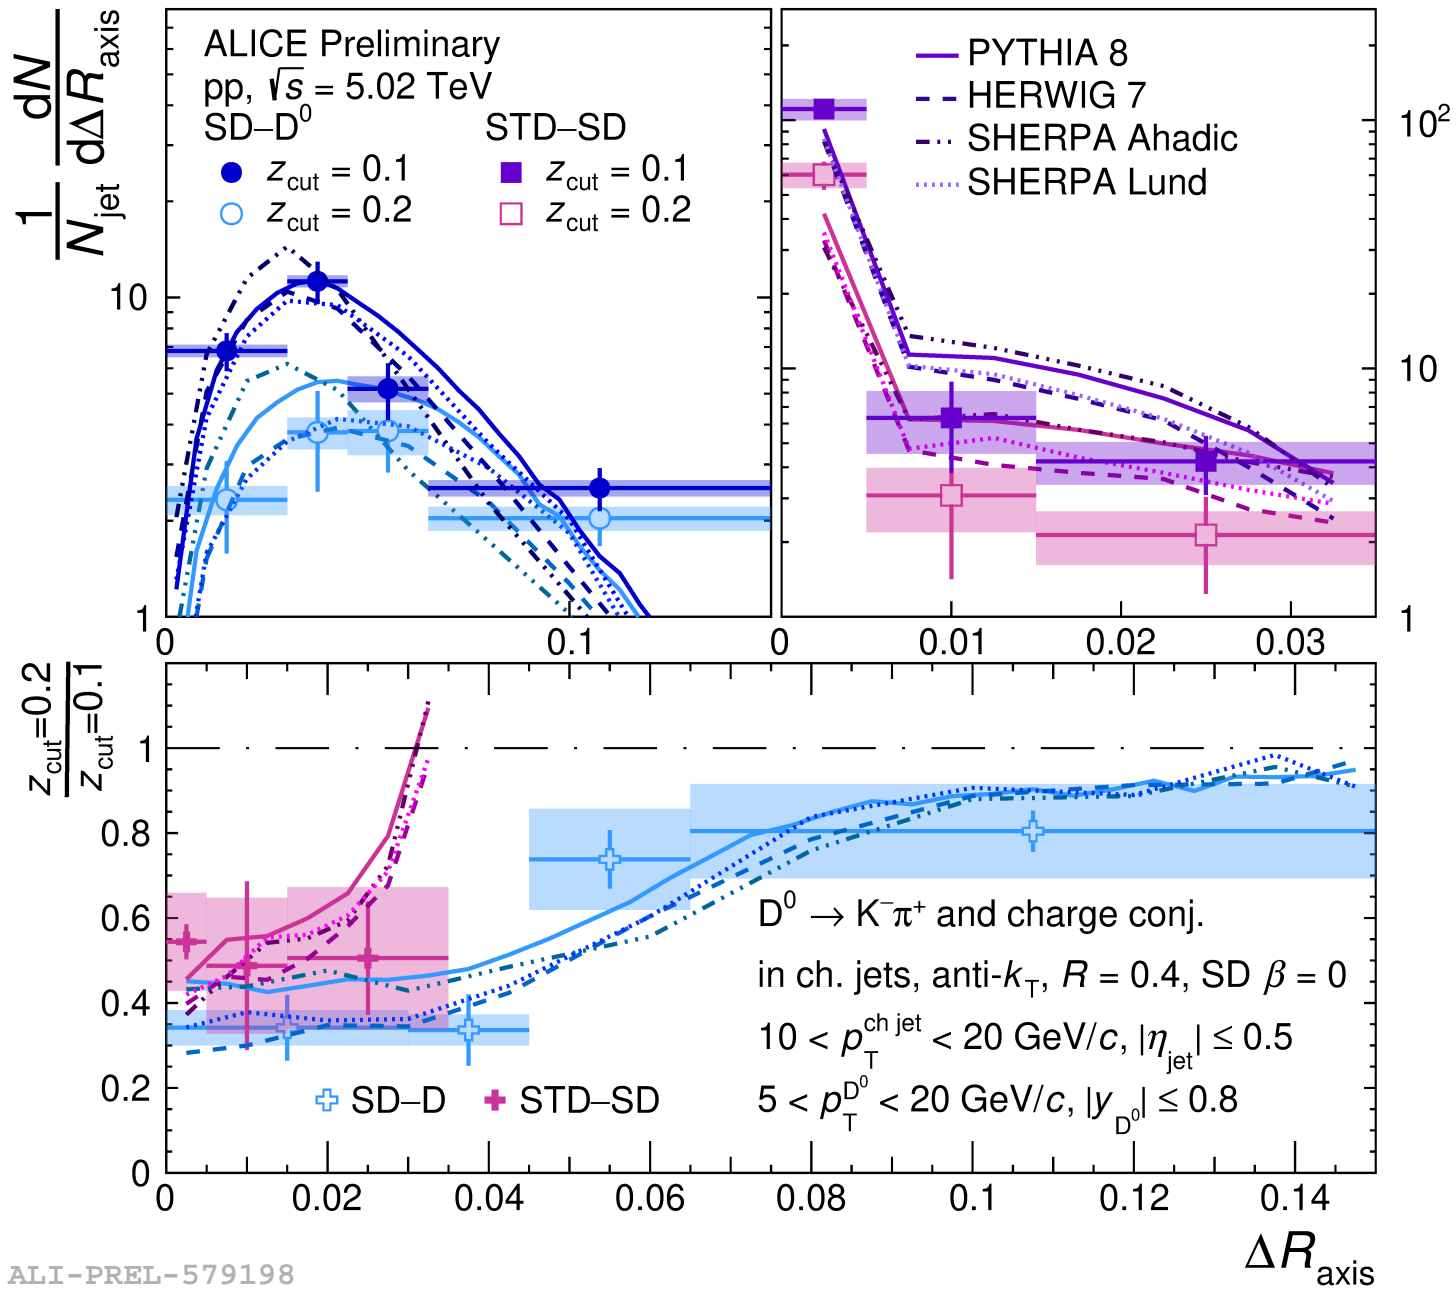 1/N_jet dN/dΔR_axis
ALICE Preliminary
pp, √s = 5.02 TeV
SD–D⁰ STD–SD
z_cut = 0.1 z_cut = 0.1
z_cut = 0.2 z_cut = 0.2
PYTHIA 8
HERWIG 7
SHERPA Ahadic
SHERPA Lund
10
1
0 0.1
10²
10
1
0 0.01 0.02 0.03
z_cut=0.2/z_cut=0.1
1
0.8
0.6
0.4
0.2
0
D⁰ → K⁻π⁺ and charge conj.
in ch. jets, anti-k_T, R = 0.4, SD β = 0
10 < p_T^ch jet < 20 GeV/c, |η_jet| ≤ 0.5
5 < p_T^D⁰ < 20 GeV/c, |y_D⁰| ≤ 0.8
SD–D STD–SD
0 0.02 0.04 0.06 0.08 0.1 0.12 0.14
ΔR_axis
ALI-PREL-579198